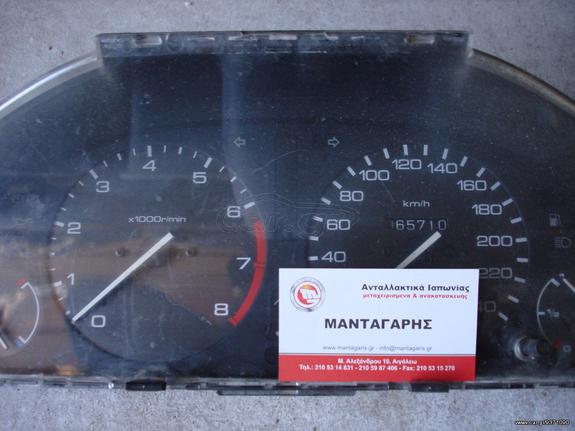 4
3
5
2
6
1
7
0
8
x1000r/min
120
100
140
80
160
60
180
40
200
220
km/h
65710
Ανταλλακτικά Ιαπωνίας
μεταχειρισμένα & ανακατασκευής
ΜΑΝΤΑΓΑΡΗΣ
www.mantagaris.gr - info@mantagaris.gr
Μ. Αλεξάνδρου 10, Αιγάλεω
Τηλ.: 210 53 14 831 - 210 59 87 406 - Fax: 210 53 15 270